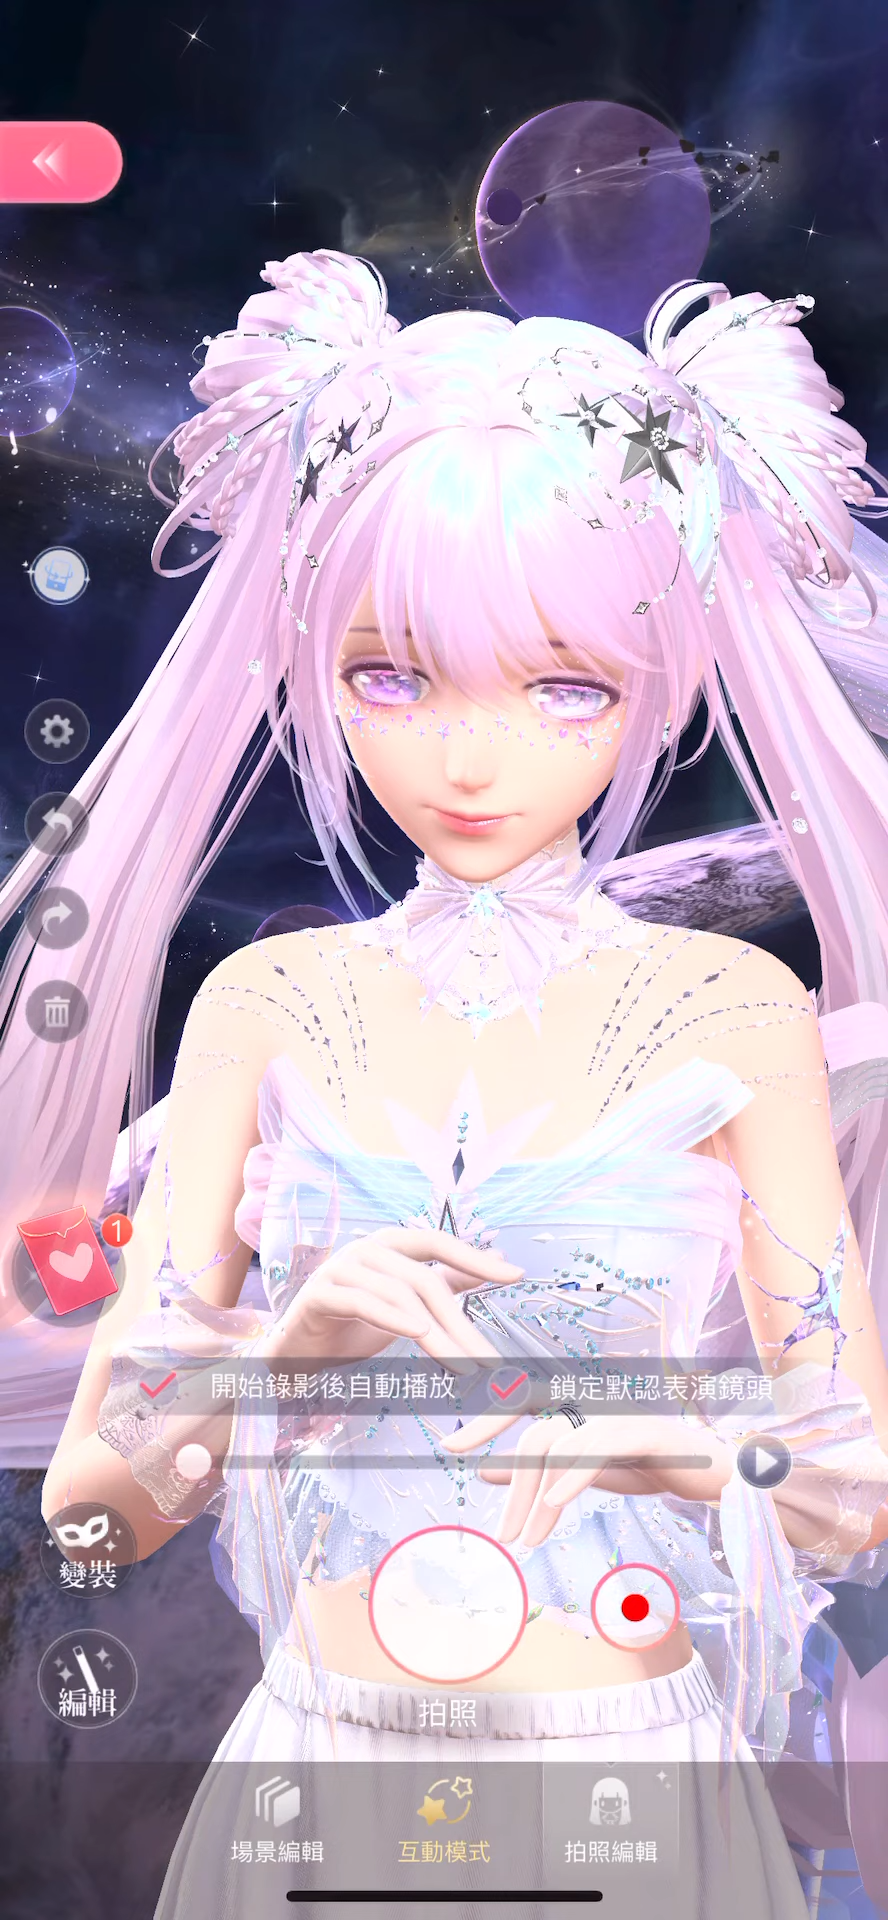 1
開始錄影後自動播放
鎖定默認表演鏡頭
變裝
編輯
拍照
場景編輯
互動模式
拍照編輯